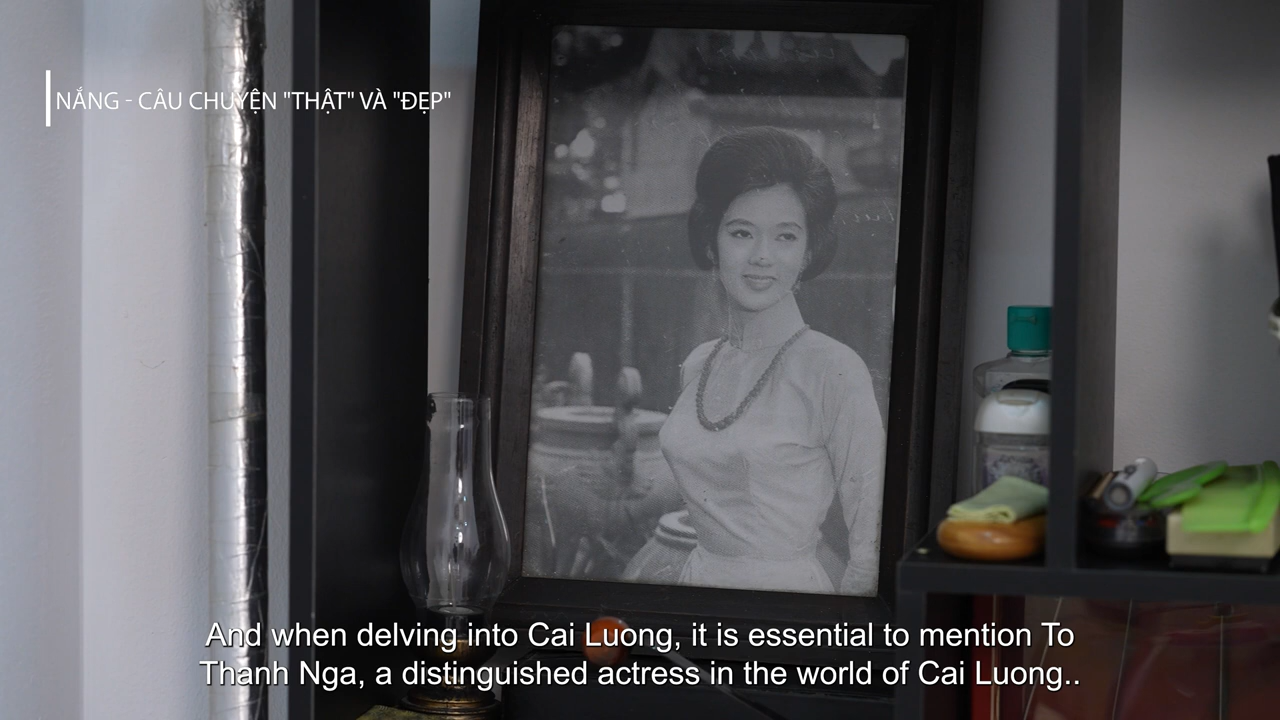 NẮNG - CÂU CHUYỆN "THẬT" VÀ "ĐẸP"
And when delving into Cai Luong, it is essential to mention To
Thanh Nga, a distinguished actress in the world of Cai Luong..